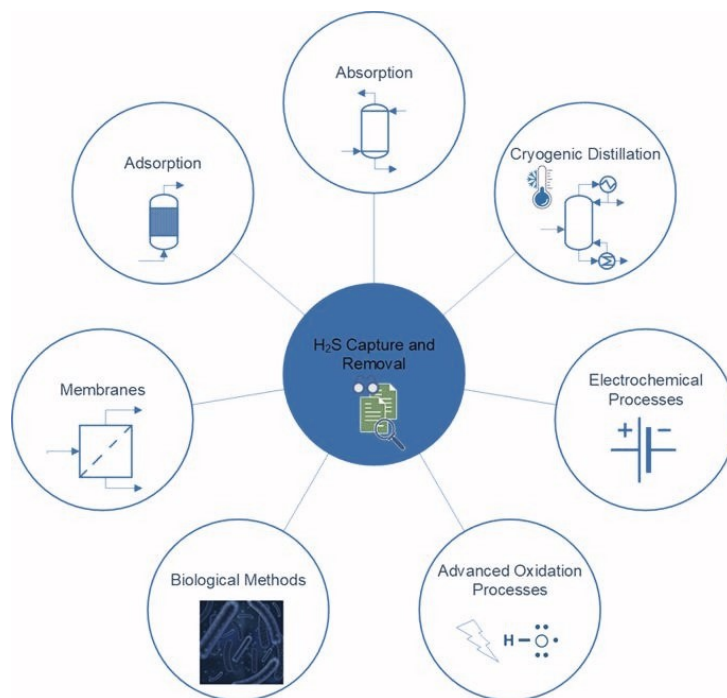 Absorption
Adsorption
Cryogenic Distillation
H₂S Capture and
Removal
Membranes
Electrochemical
Processes
+ −
Biological Methods
Advanced Oxidation
Processes
H